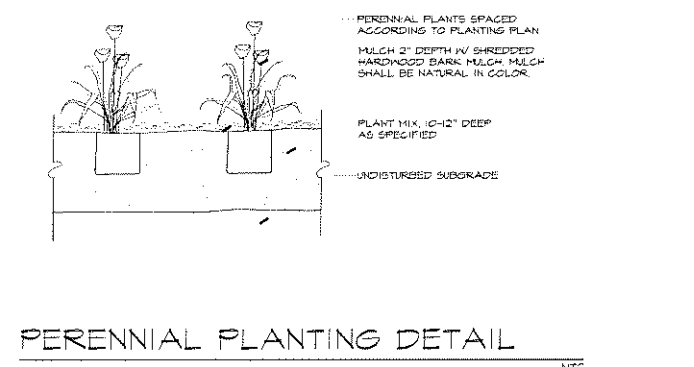 PERENNIAL PLANTS SPACED
ACCORDING TO PLANTING PLAN
MULCH 2" DEPTH W/ SHREDDED
HARDWOOD BARK MULCH, MULCH
SHALL BE NATURAL IN COLOR.
PLANT MIX, 10-12" DEEP
AS SPECIFIED
UNDISTURBED SUBGRADE
PERENNIAL PLANTING DETAIL
NTS